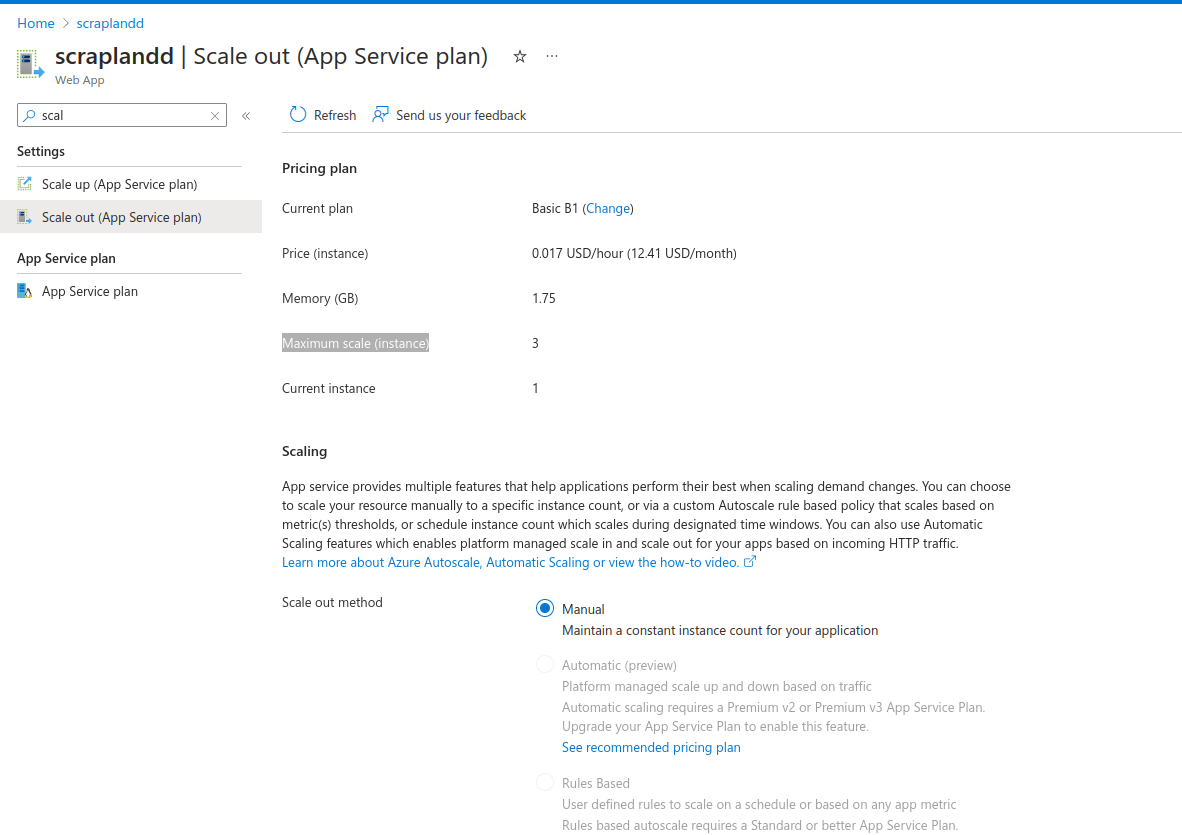 Home > scraplandd
scraplandd | Scale out (App Service plan) ☆ ···
Web App
scal × «
Settings
Scale up (App Service plan)
Scale out (App Service plan)
App Service plan
App Service plan
Refresh Send us your feedback
Pricing plan
Current plan Basic B1 (Change)
Price (instance) 0.017 USD/hour (12.41 USD/month)
Memory (GB) 1.75
Maximum scale (instance) 3
Current instance 1
Scaling
App service provides multiple features that help applications perform their best when scaling demand changes. You can choose
to scale your resource manually to a specific instance count, or via a custom Autoscale rule based policy that scales based on
metric(s) thresholds, or schedule instance count which scales during designated time windows. You can also use Automatic
Scaling features which enables platform managed scale in and scale out for your apps based on incoming HTTP traffic.
Learn more about Azure Autoscale, Automatic Scaling or view the how-to video.
Scale out method
Manual
Maintain a constant instance count for your application
Automatic (preview)
Platform managed scale up and down based on traffic
Automatic scaling requires a Premium v2 or Premium v3 App Service Plan.
Upgrade your App Service Plan to enable this feature.
See recommended pricing plan
Rules Based
User defined rules to scale on a schedule or based on any app metric
Rules based autoscale requires a Standard or better App Service Plan.